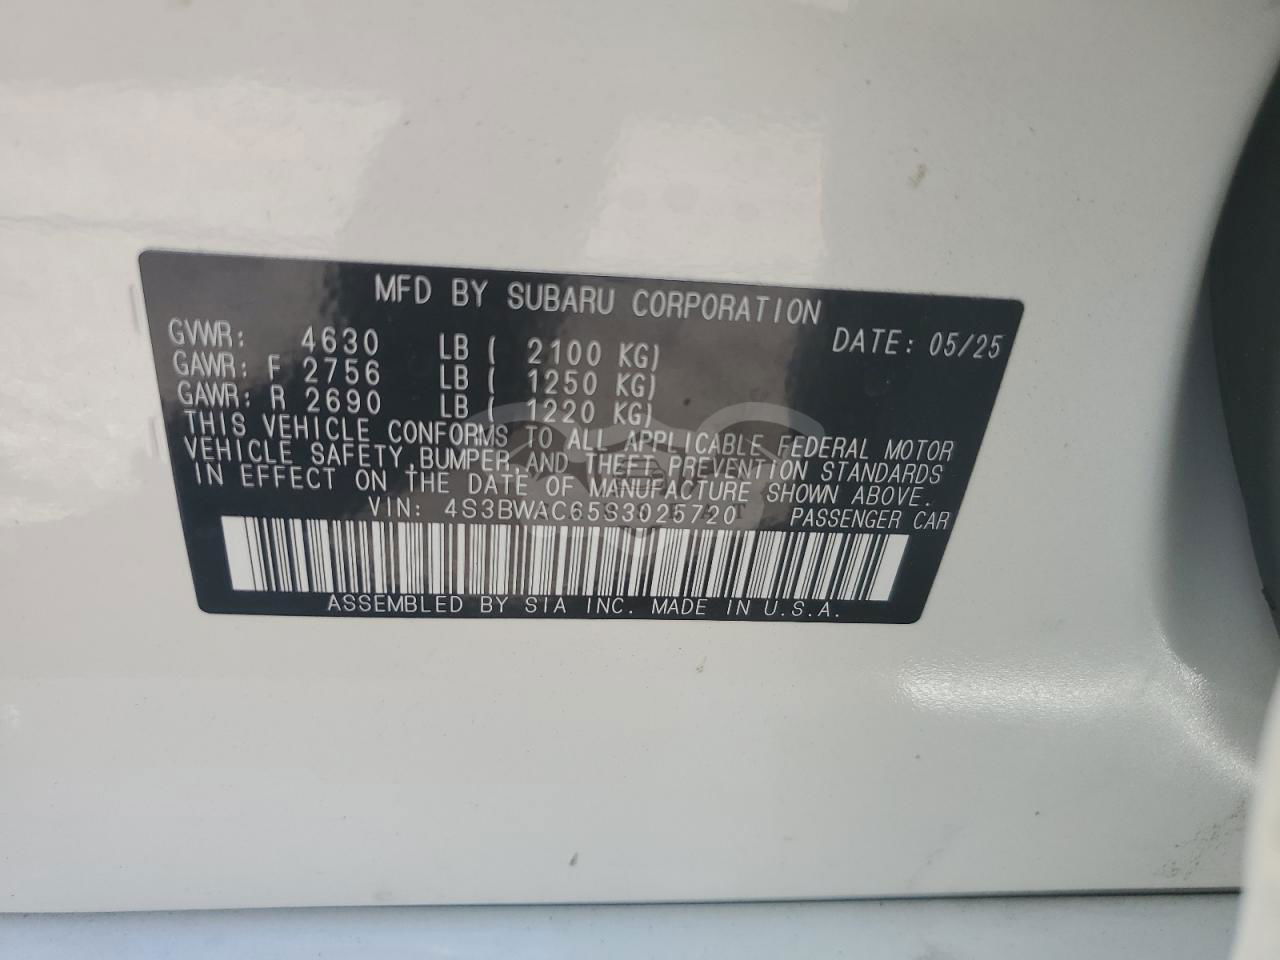 MFD BY SUBARU CORPORATION
GVWR: 4630 LB ( 2100 KG) DATE: 05/25
GAWR: F 2756 LB ( 1250 KG)
GAWR: R 2690 LB ( 1220 KG)
THIS VEHICLE CONFORMS TO ALL APPLICABLE FEDERAL MOTOR
VEHICLE SAFETY,BUMPER,AND THEFT PREVENTION STANDARDS
IN EFFECT ON THE DATE OF MANUFACTURE SHOWN ABOVE.
VIN: 4S3BWAC65S3025720 PASSENGER CAR
ASSEMBLED BY SIA INC. MADE IN U.S.A.